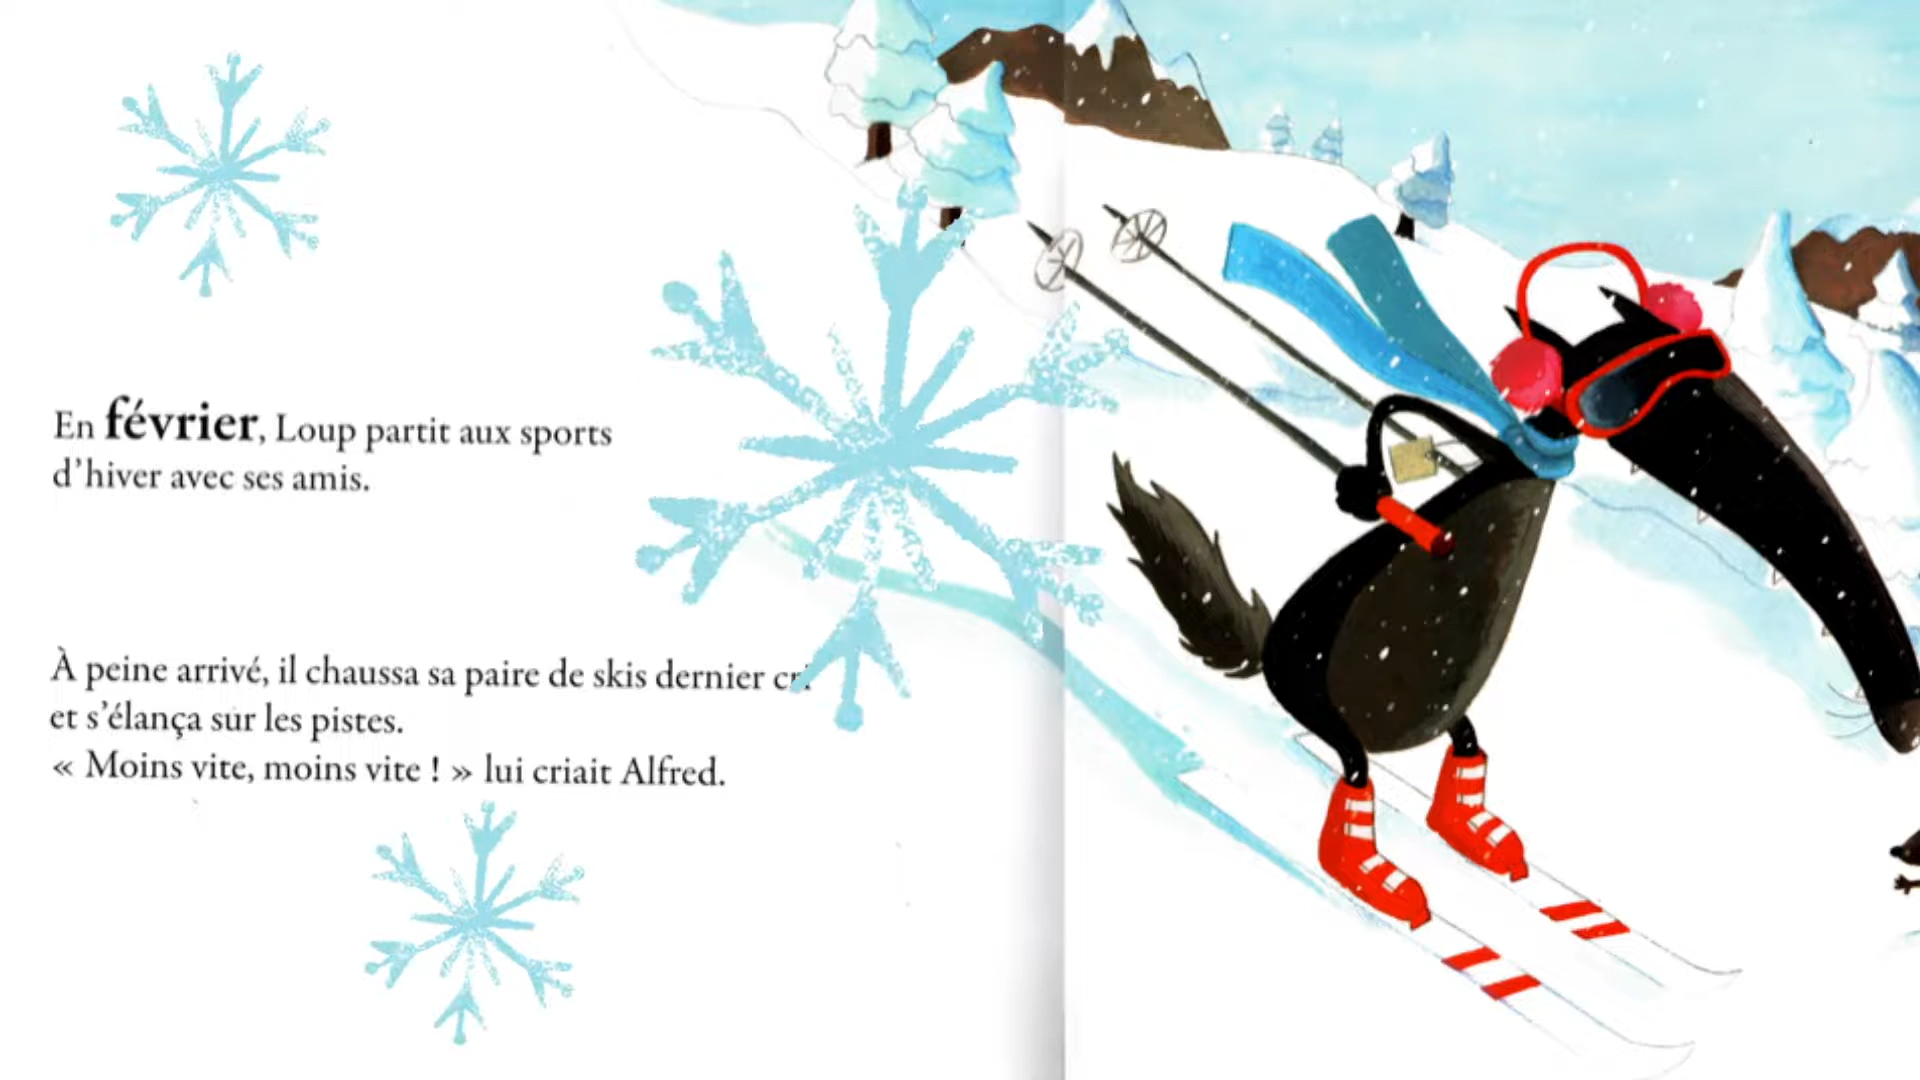 En février, Loup partit aux sports
d'hiver avec ses amis.
À peine arrivé, il chaussa sa paire de skis dernier cri
et s'élança sur les pistes.
« Moins vite, moins vite ! » lui criait Alfred.